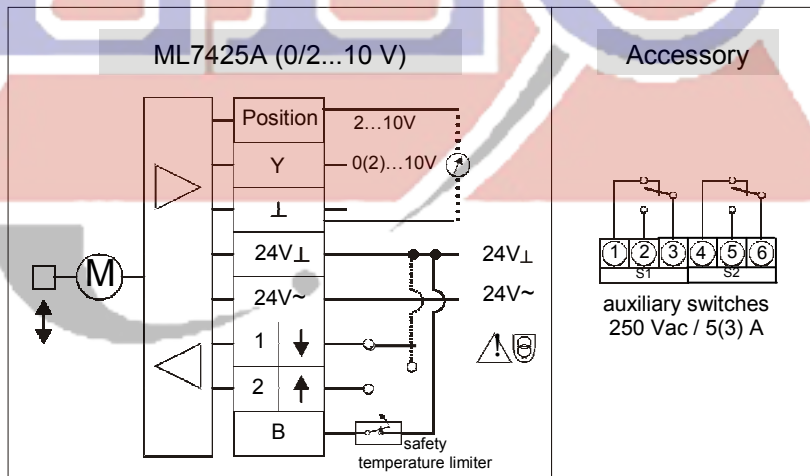 ML7425A (0/2...10 V)
Accessory
Position
2...10V
Y
0(2)...10V
⊥
24V⊥
24V⊥
24V~
24V~
M
1 ↓
2 ↑
B
safety
temperature limiter
1 2 3 4 5 6
S1 S2
auxiliary switches
250 Vac / 5(3) A